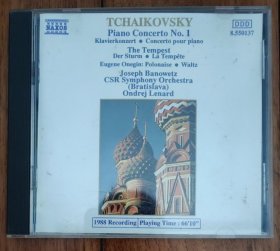 NAXOS
DDD
8.550137
TCHAIKOVSKY
Piano Concerto No. 1
Klavierkonzert • Concerto pour piano
The Tempest
Der Sturm • La Tempête
Eugene Onegin: Polonaise • Waltz
Joseph Banowetz
CSR Symphony Orchestra
(Bratislava)
Ondrej Lenard
1988 Recording Playing Time : 66'10"